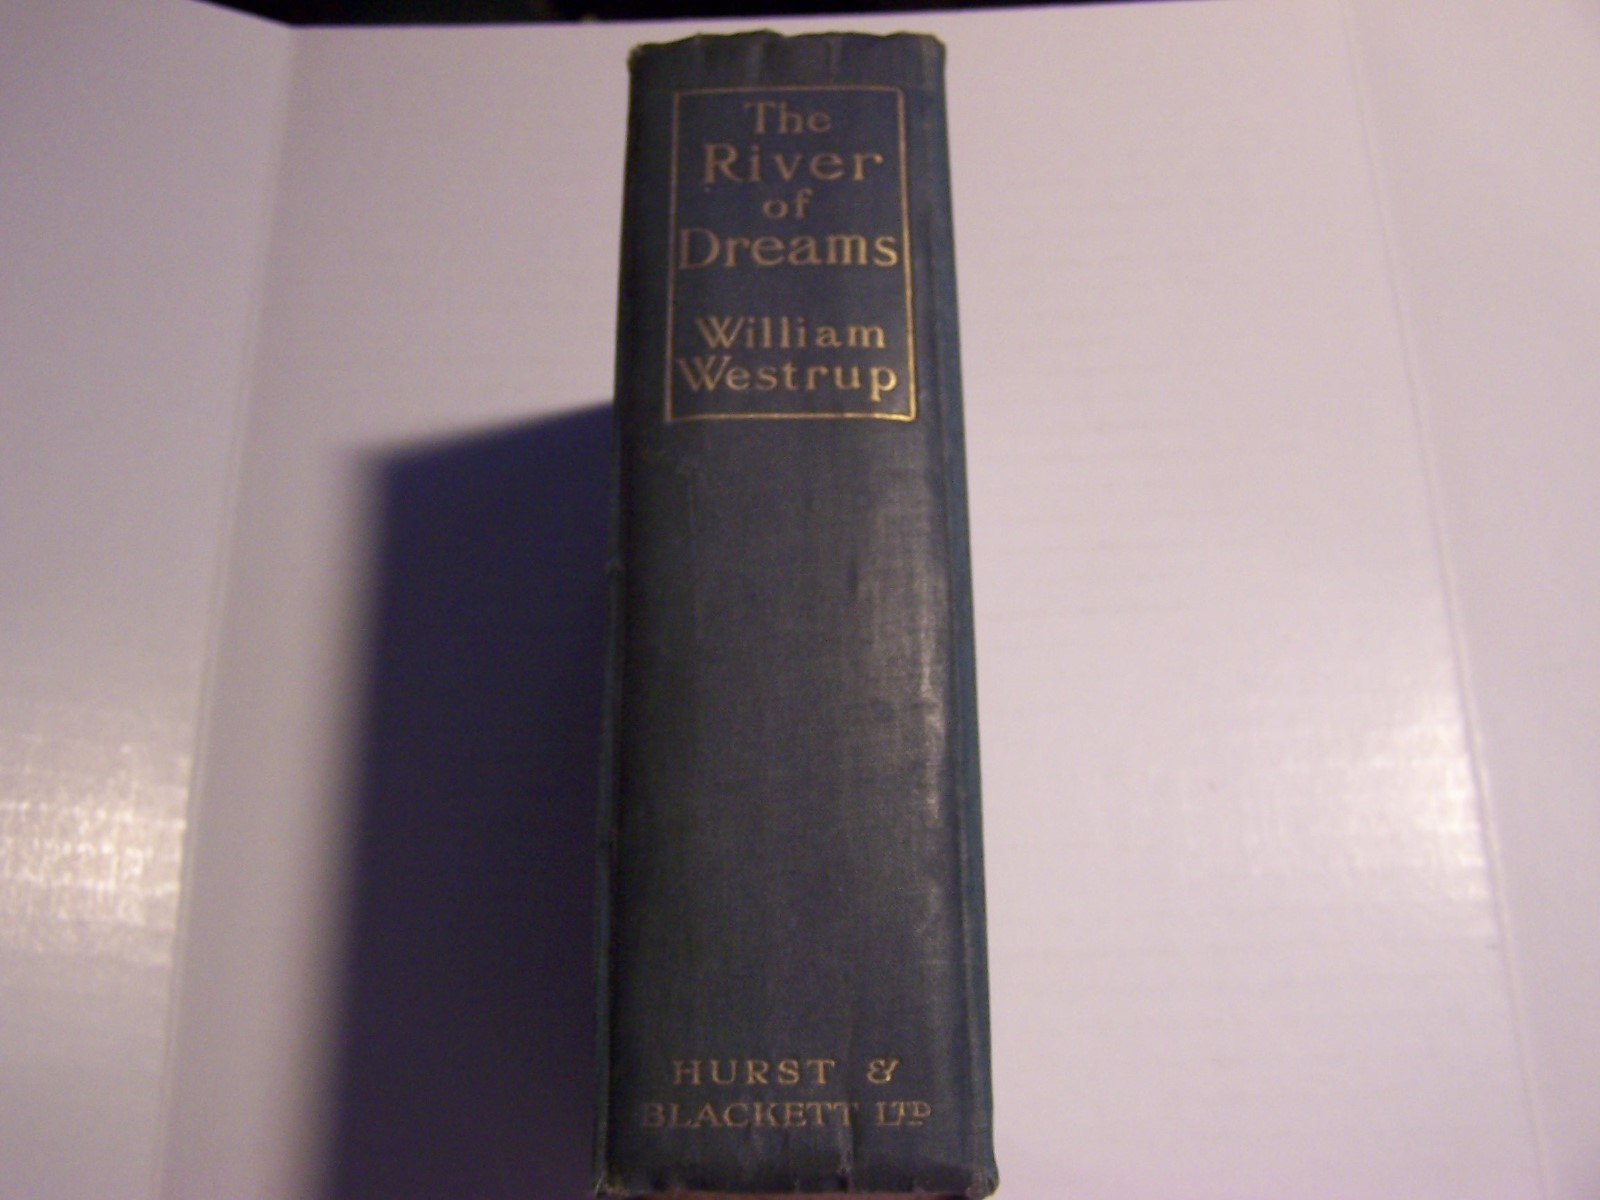 The
River
of
Dreams
William
Westrup
HURST &
BLACKETT LTD